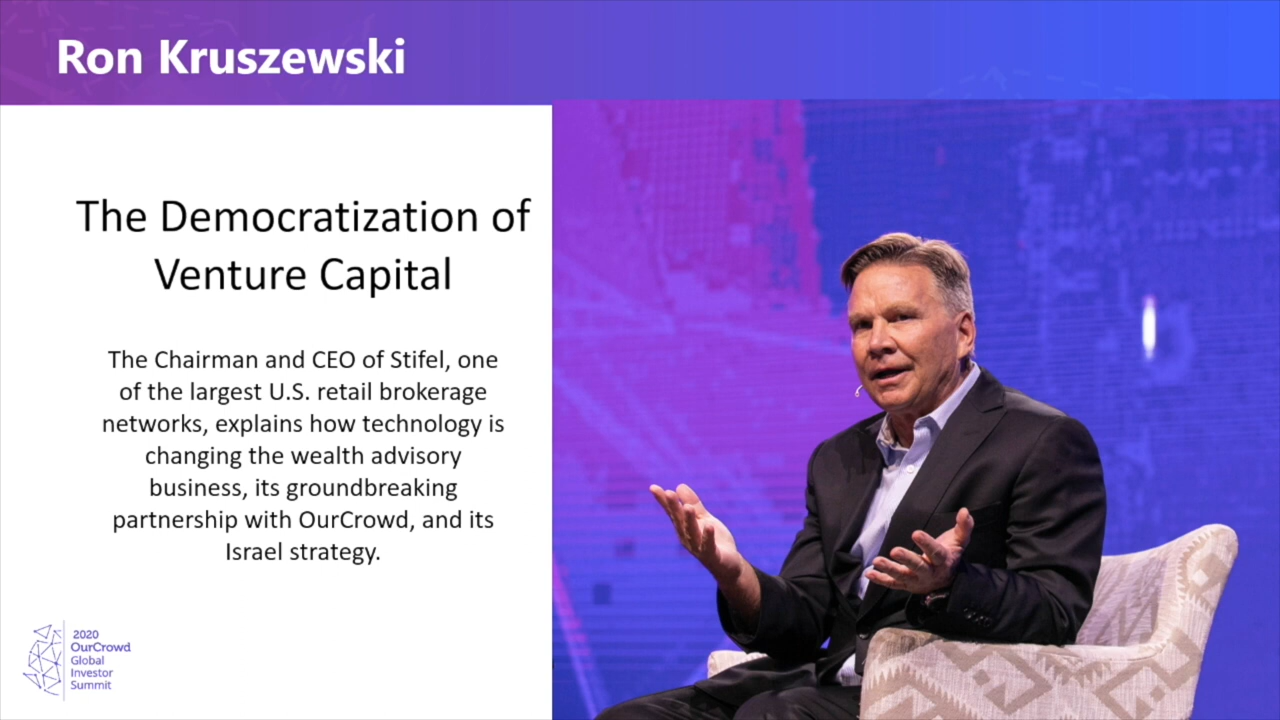 Ron Kruszewski
The Democratization of
Venture Capital
The Chairman and CEO of Stifel, one
of the largest U.S. retail brokerage
networks, explains how technology is
changing the wealth advisory
business, its groundbreaking
partnership with OurCrowd, and its
Israel strategy.
2020
OurCrowd
Global
Investor
Summit